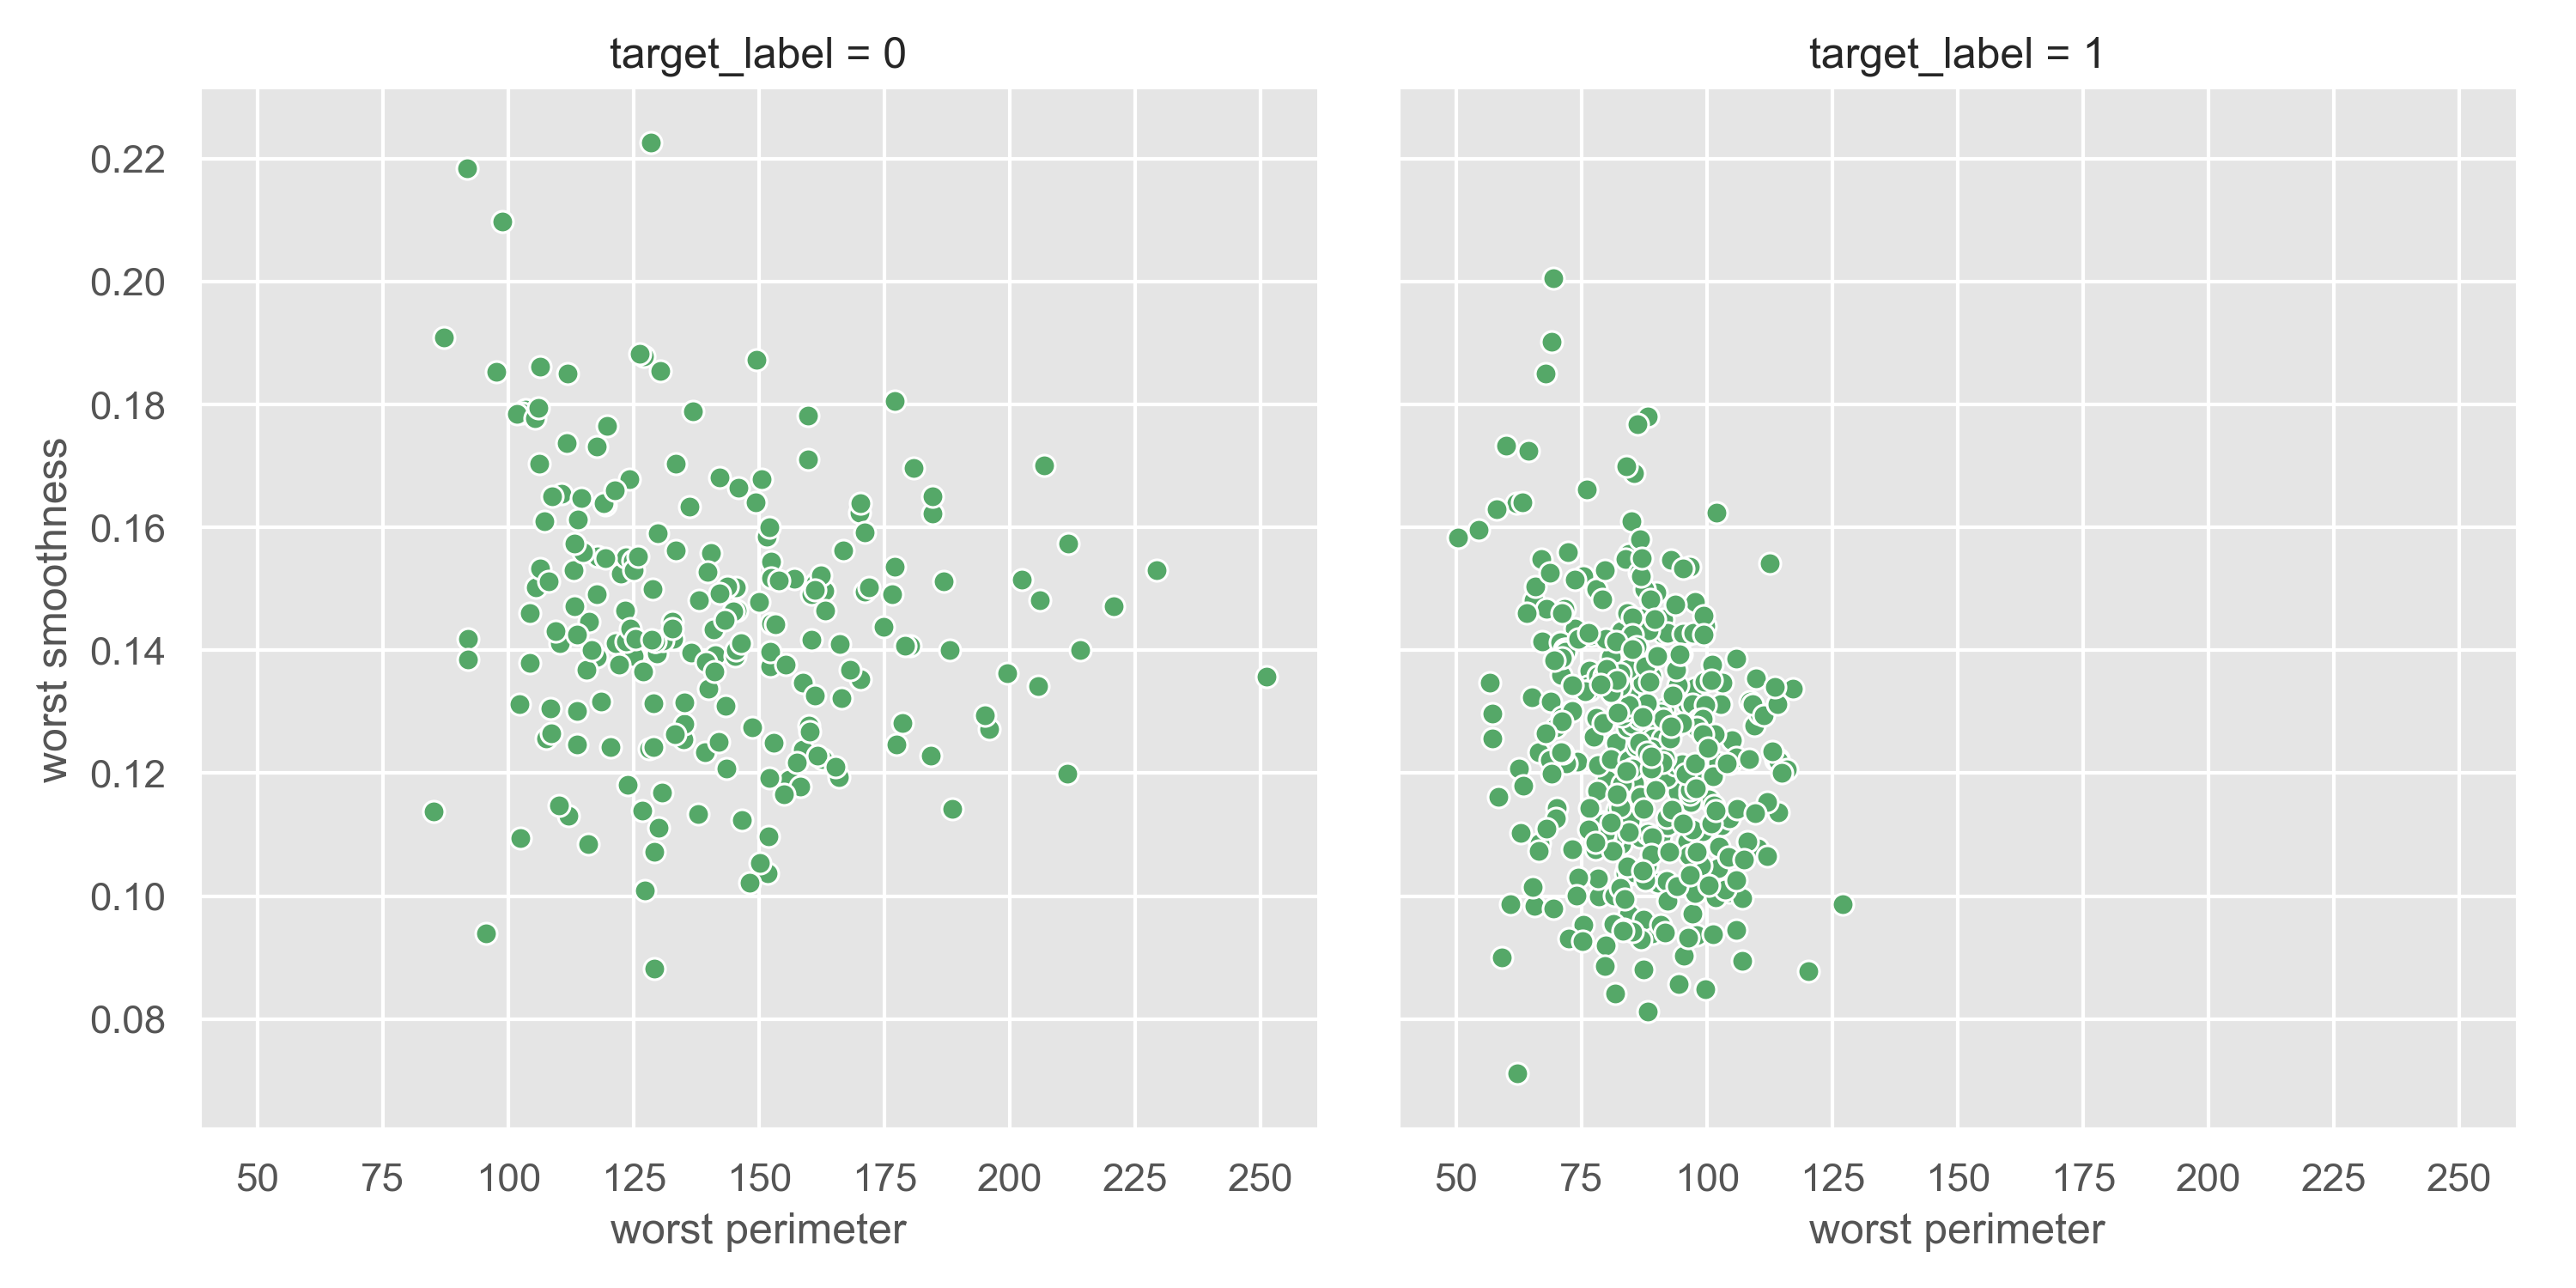 target_label = 0
target_label = 1
worst smoothness
0.22
0.20
0.18
0.16
0.14
0.12
0.10
0.08
50 75 100 125 150 175 200 225 250
50 75 100 125 150 175 200 225 250
worst perimeter
worst perimeter